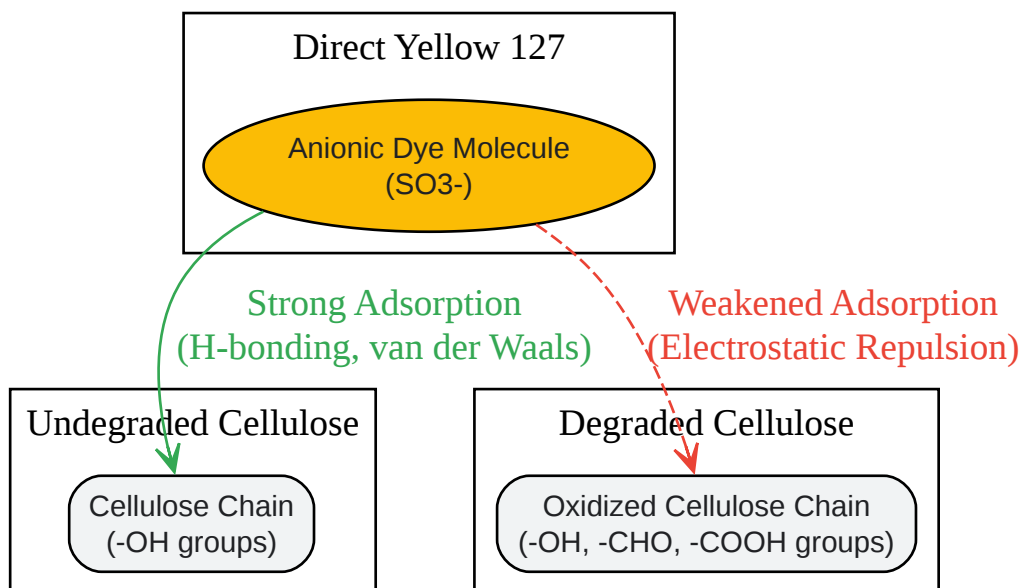 Direct Yellow 127
Anionic Dye Molecule
(SO3-)
Strong Adsorption
(H-bonding, van der Waals)
Weakened Adsorption
(Electrostatic Repulsion)
Undegraded Cellulose
Cellulose Chain
(-OH groups)
Degraded Cellulose
Oxidized Cellulose Chain
(-OH, -CHO, -COOH groups)